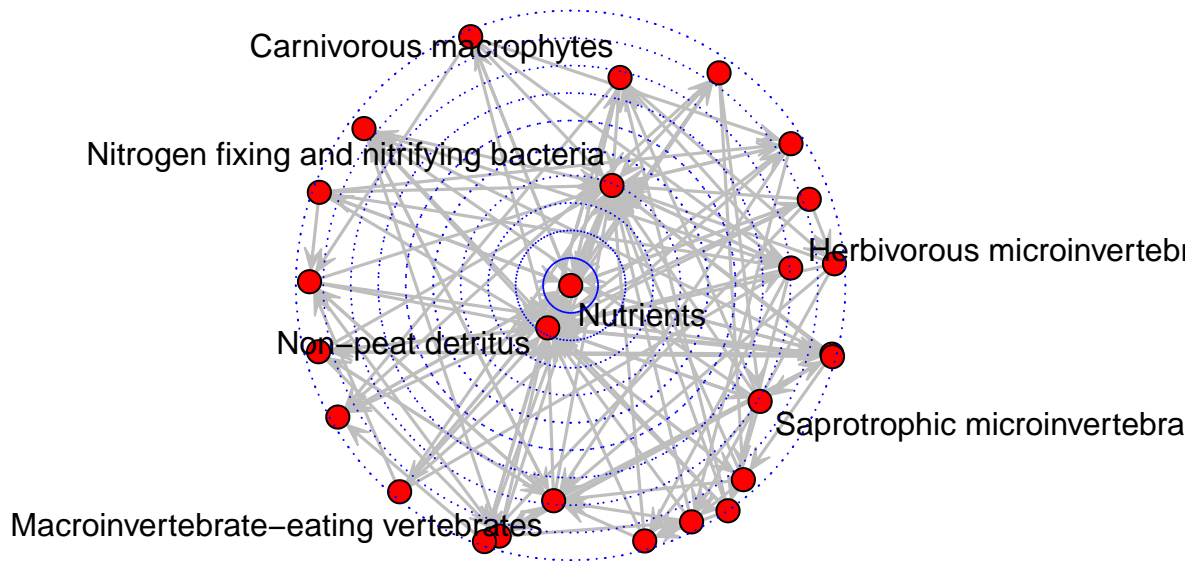 Carnivorous macrophytes
Nitrogen fixing and nitrifying bacteria
Herbivorous microinvertebr
Nutrients
Non−peat detritus
Saprotrophic microinvertebra
Macroinvertebrate−eating vertebrates